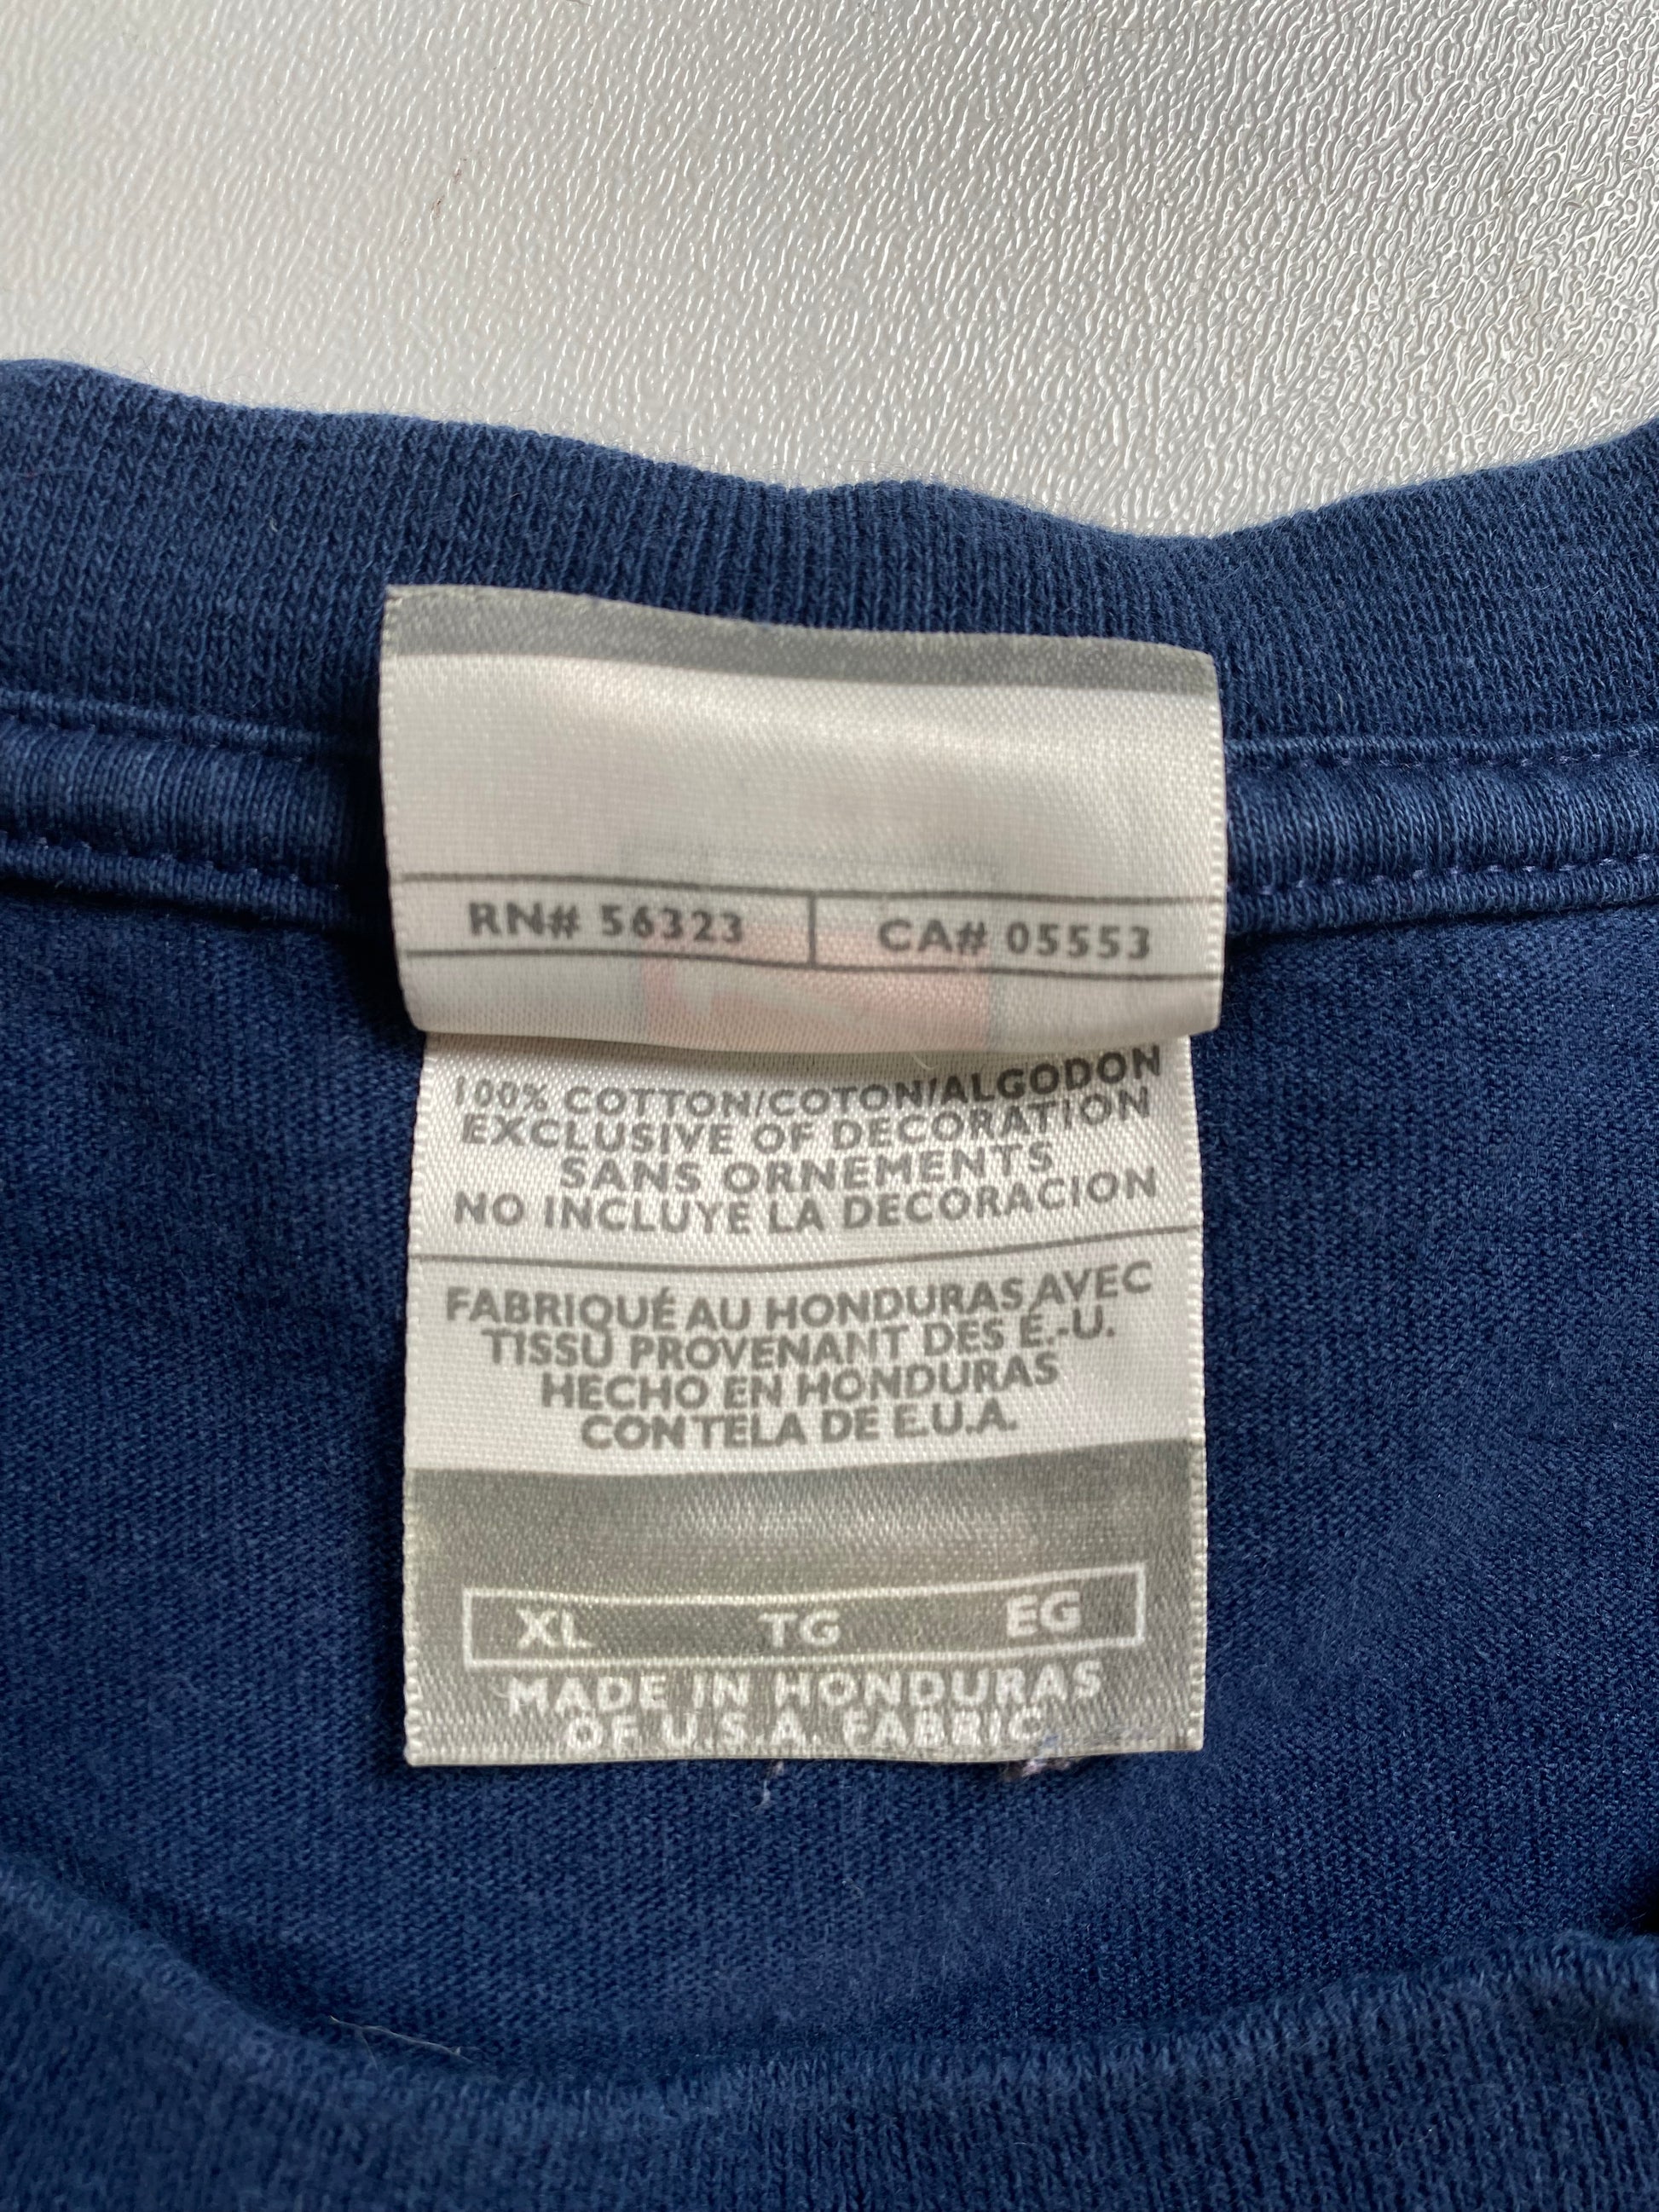 RN# 56323 CA# 05553
100% COTTON/COTON/ALGODON
EXCLUSIVE OF DECORATION
SANS ORNEMENTS
NO INCLUYE LA DECORACION
FABRIQUÉ AU HONDURAS AVEC
TISSU PROVENANT DES É.-U.
HECHO EN HONDURAS
CON TELA DE E.U.A.
XL TG EG
MADE IN HONDURAS
OF U.S.A. FABRIC